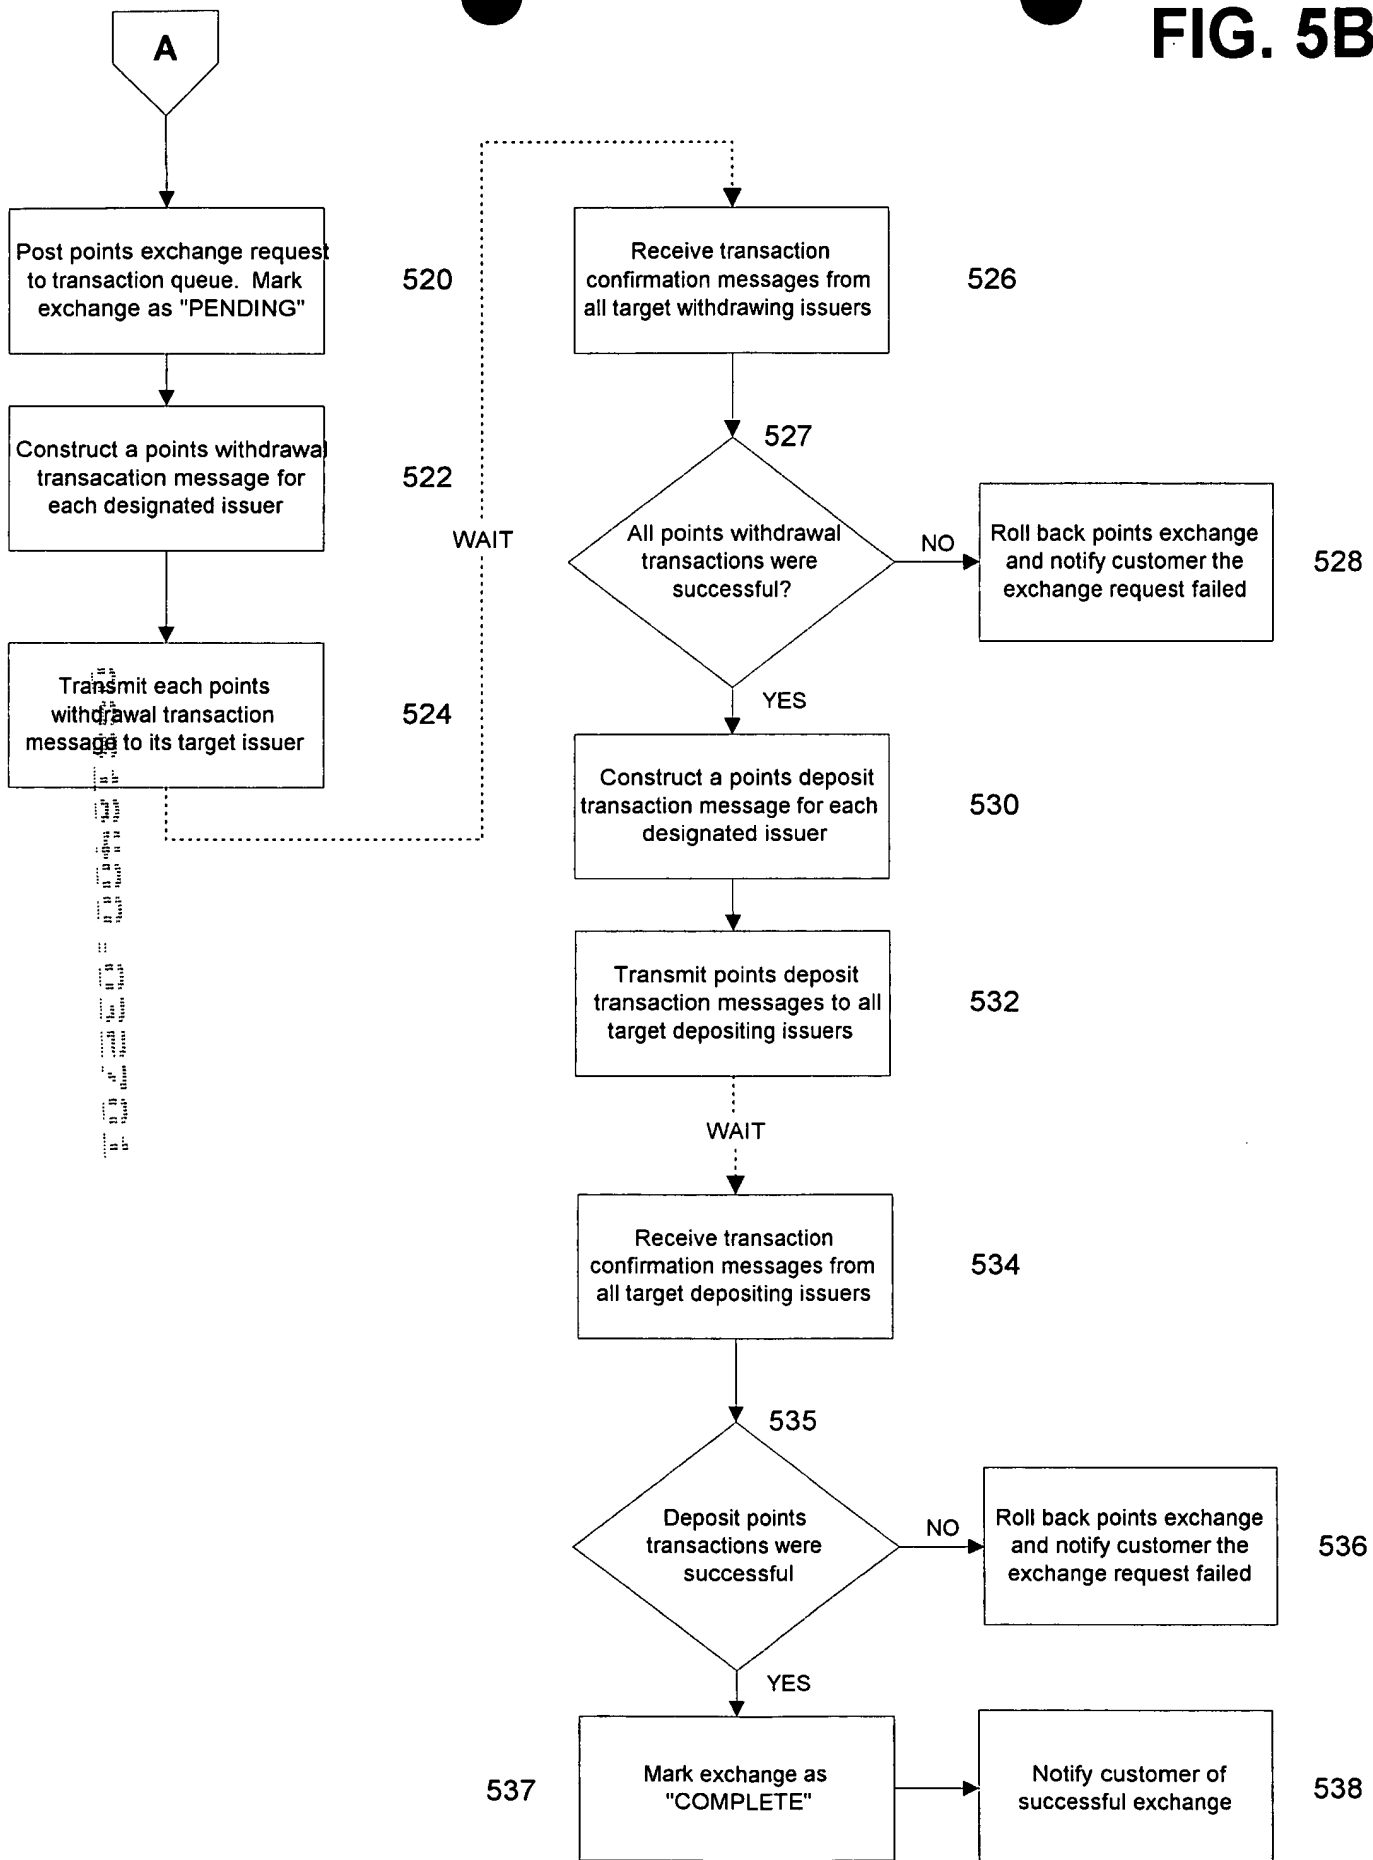 FIG. 5B
A
Post points exchange request
to transaction queue. Mark
exchange as "PENDING"
520
Construct a points withdrawal
transacation message for
each designated issuer
522
Transmit each points
withdrawal transaction
message to its target issuer
524
WAIT
Receive transaction
confirmation messages from
all target withdrawing issuers
526
527
All points withdrawal
transactions were
successful?
NO
Roll back points exchange
and notify customer the
exchange request failed
528
YES
Construct a points deposit
transaction message for each
designated issuer
530
Transmit points deposit
transaction messages to all
target depositing issuers
532
WAIT
Receive transaction
confirmation messages from
all target depositing issuers
534
535
Deposit points
transactions were
successful
NO
Roll back points exchange
and notify customer the
exchange request failed
536
YES
537
Mark exchange as
"COMPLETE"
Notify customer of
successful exchange
538